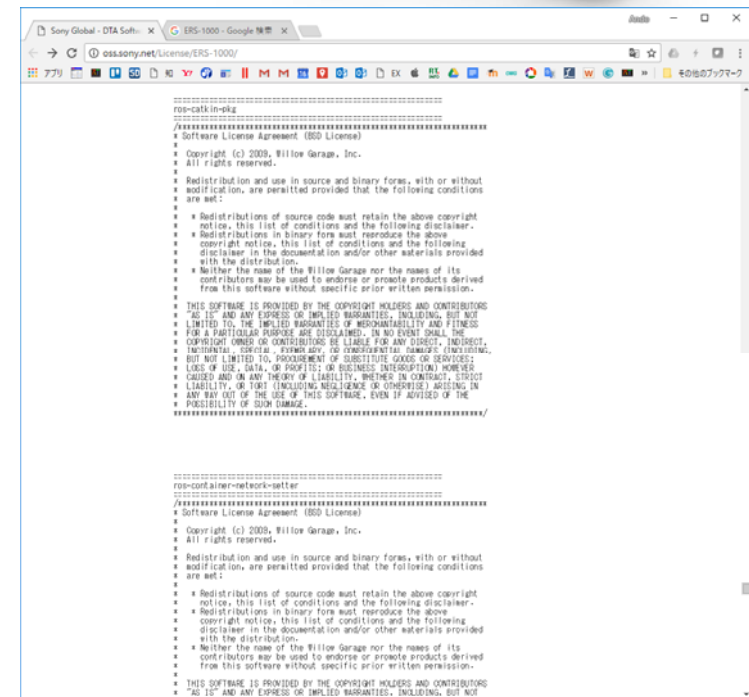 Sony Global - DTA Softw
ERS-1000 - Google 検索
oss.sony.net/License/ERS-1000/
アプリ
EX
その他のブックマーク
==========================================================
ros-catkin-pkg
==========================================================
/*********************************************************************
* Software License Agreement (BSD License)
*
*  Copyright (c) 2009, Willow Garage, Inc.
*  All rights reserved.
*
*  Redistribution and use in source and binary forms, with or without
*  modification, are permitted provided that the following conditions
*  are met:
*
*   * Redistributions of source code must retain the above copyright
*     notice, this list of conditions and the following disclaimer.
*   * Redistributions in binary form must reproduce the above
*     copyright notice, this list of conditions and the following
*     disclaimer in the documentation and/or other materials provided
*     with the distribution.
*   * Neither the name of the Willow Garage nor the names of its
*     contributors may be used to endorse or promote products derived
*     from this software without specific prior written permission.
*
*  THIS SOFTWARE IS PROVIDED BY THE COPYRIGHT HOLDERS AND CONTRIBUTORS
*  "AS IS" AND ANY EXPRESS OR IMPLIED WARRANTIES, INCLUDING, BUT NOT
*  LIMITED TO, THE IMPLIED WARRANTIES OF MERCHANTABILITY AND FITNESS
*  FOR A PARTICULAR PURPOSE ARE DISCLAIMED. IN NO EVENT SHALL THE
*  COPYRIGHT OWNER OR CONTRIBUTORS BE LIABLE FOR ANY DIRECT, INDIRECT,
*  INCIDENTAL, SPECIAL, EXEMPLARY, OR CONSEQUENTIAL DAMAGES (INCLUDING,
*  BUT NOT LIMITED TO, PROCUREMENT OF SUBSTITUTE GOODS OR SERVICES;
*  LOSS OF USE, DATA, OR PROFITS; OR BUSINESS INTERRUPTION) HOWEVER
*  CAUSED AND ON ANY THEORY OF LIABILITY, WHETHER IN CONTRACT, STRICT
*  LIABILITY, OR TORT (INCLUDING NEGLIGENCE OR OTHERWISE) ARISING IN
*  ANY WAY OUT OF THE USE OF THIS SOFTWARE, EVEN IF ADVISED OF THE
*  POSSIBILITY OF SUCH DAMAGE.
*********************************************************************/
==========================================================
ros-container-network-setter
==========================================================
/*********************************************************************
* Software License Agreement (BSD License)
*
*  Copyright (c) 2009, Willow Garage, Inc.
*  All rights reserved.
*
*  Redistribution and use in source and binary forms, with or without
*  modification, are permitted provided that the following conditions
*  are met:
*
*   * Redistributions of source code must retain the above copyright
*     notice, this list of conditions and the following disclaimer.
*   * Redistributions in binary form must reproduce the above
*     copyright notice, this list of conditions and the following
*     disclaimer in the documentation and/or other materials provided
*     with the distribution.
*   * Neither the name of the Willow Garage nor the names of its
*     contributors may be used to endorse or promote products derived
*     from this software without specific prior written permission.
*
*  THIS SOFTWARE IS PROVIDED BY THE COPYRIGHT HOLDERS AND CONTRIBUTORS
*  "AS IS" AND ANY EXPRESS OR IMPLIED WARRANTIES, INCLUDING, BUT NOT